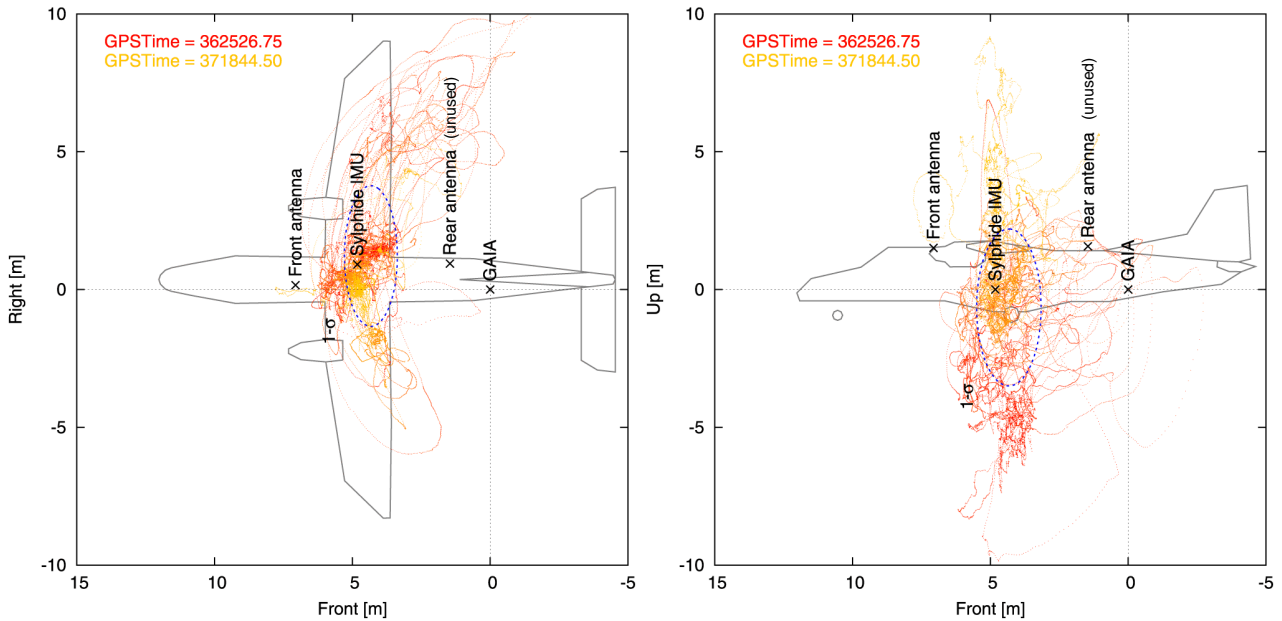 GPSTime = 362526.75
GPSTime = 371844.50
Front antenna
Sylphide IMU
Rear antenna (unused)
GAIA
1-σ
10
5
0
-5
-10
15
10
5
0
-5
Right [m]
Front [m]
GPSTime = 362526.75
GPSTime = 371844.50
Front antenna
Sylphide IMU
Rear antenna (unused)
GAIA
1-σ
10
5
0
-5
-10
15
10
5
0
-5
Up [m]
Front [m]